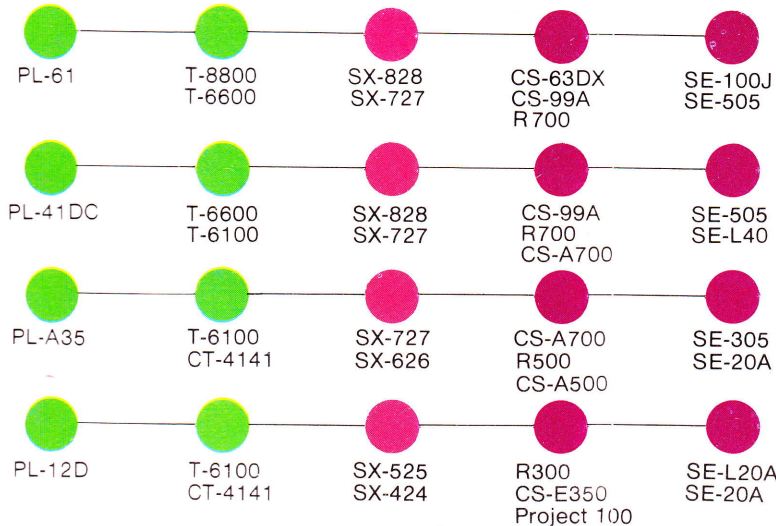 PL-61 T-8800 SX-828 CS-63DX SE-100J
T-6600 SX-727 CS-99A SE-505
R700
PL-41DC T-6600 SX-828 CS-99A SE-505
T-6100 SX-727 R700 SE-L40
CS-A700
PL-A35 T-6100 SX-727 CS-A700 SE-305
CT-4141 SX-626 R500 SE-20A
CS-A500
PL-12D T-6100 SX-525 R300 SE-L20A
CT-4141 SX-424 CS-E350 SE-20A
Project 100